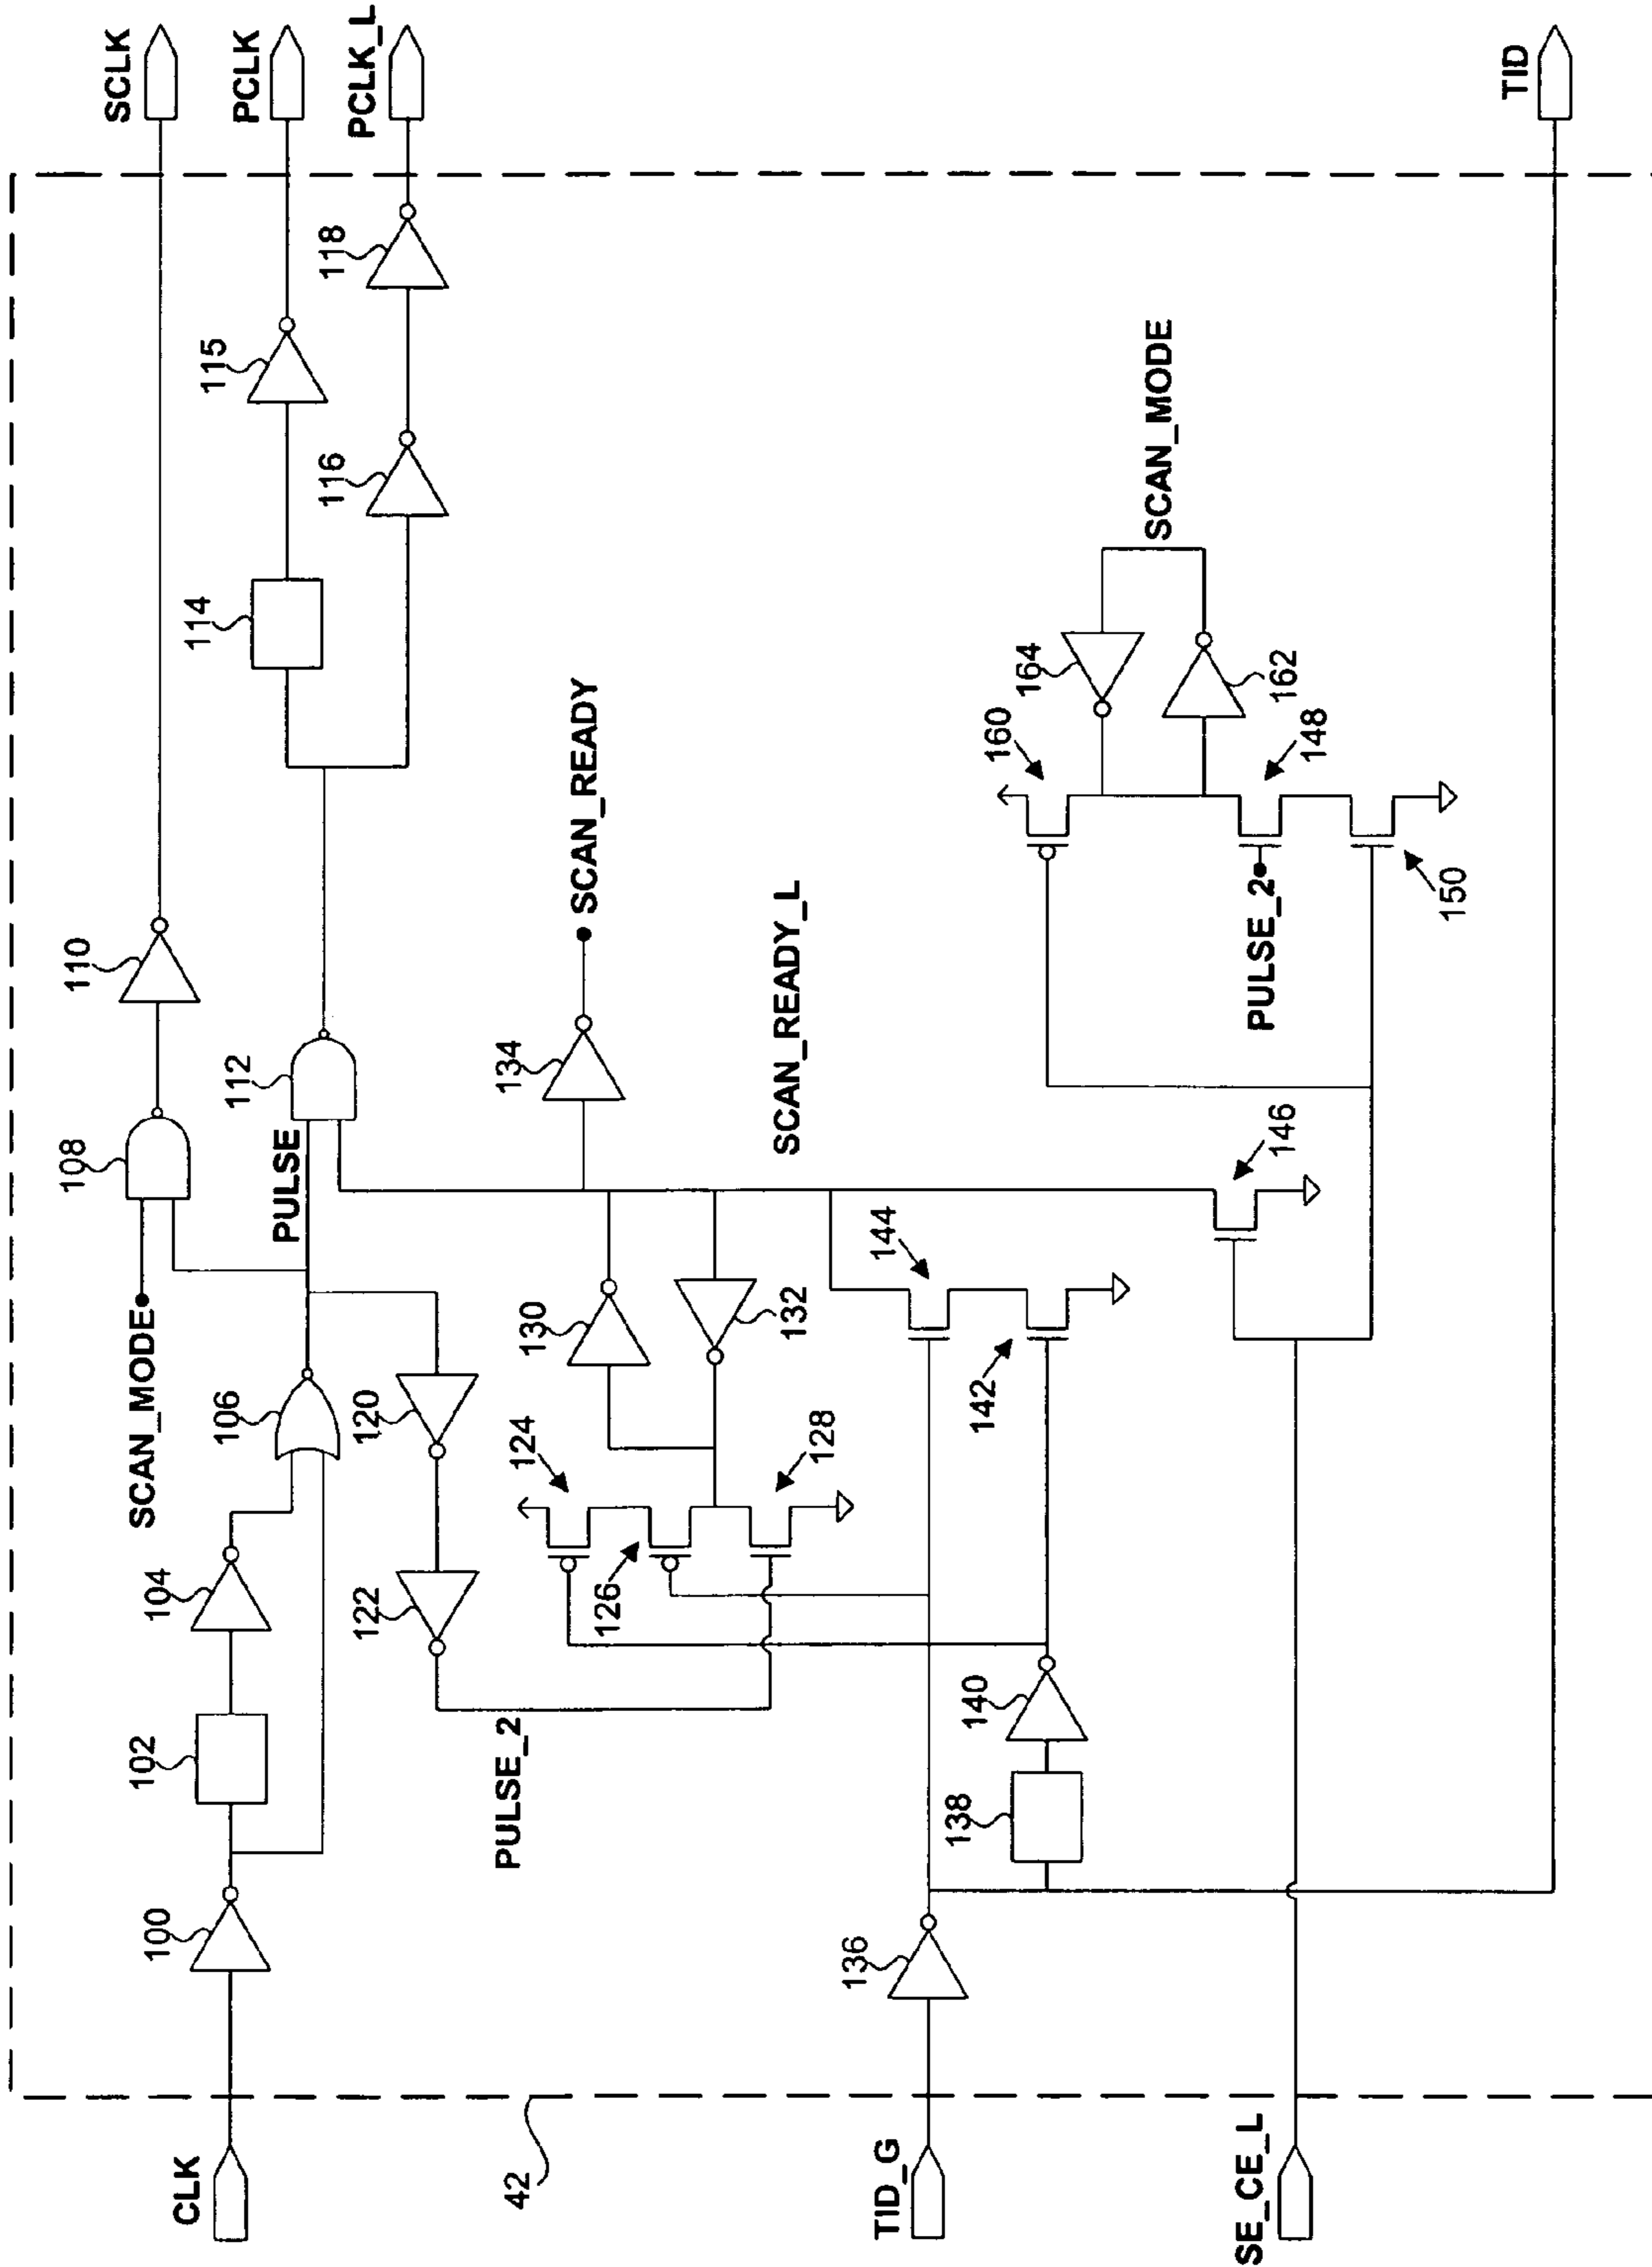 SCLK
PCLK
PCLK_L
110
108
SCAN_MODE
104
102
100
CLK
106
PULSE
112
114
115
116
118
120
122
PULSE_2
42
124
126
128
130
132
134
SCAN_READY
SCAN_READY_L
TID_G
136
138
140
142
144
146
SE_CE_L
160
164
162
148
PULSE_2
150
SCAN_MODE
TID